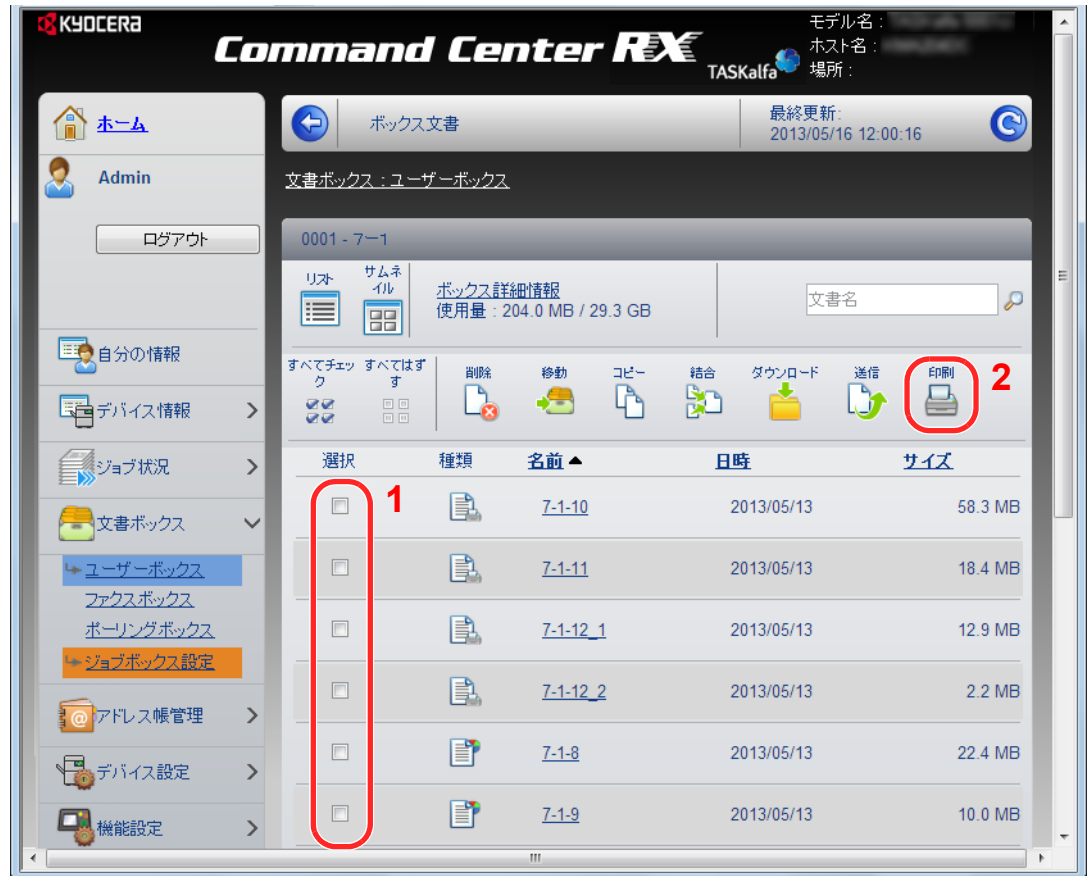 KYOCERA
Command Center RX
TASKalfa
モデル名 :
ホスト名 :
場所 :
ホーム
Admin
ログアウト
自分の情報
デバイス情報
ジョブ状況
文書ボックス
ユーザーボックス
ファクスボックス
ポーリングボックス
ジョブボックス設定
アドレス帳管理
デバイス設定
機能設定
ボックス文書
最終更新:
2013/05/16 12:00:16
文書ボックス : ユーザーボックス
0001 - 7ー1
リスト
サムネ
イル
ボックス詳細情報
使用量 : 204.0 MB / 29.3 GB
文書名
すべてチェッ
ク
すべてはず
す
削除
移動
コピー
結合
ダウンロード
送信
印刷
2
選択 種類 名前 ▲ 日時 サイズ
1
7-1-10 2013/05/13 58.3 MB
7-1-11 2013/05/13 18.4 MB
7-1-12_1 2013/05/13 12.9 MB
7-1-12_2 2013/05/13 2.2 MB
7-1-8 2013/05/13 22.4 MB
7-1-9 2013/05/13 10.0 MB